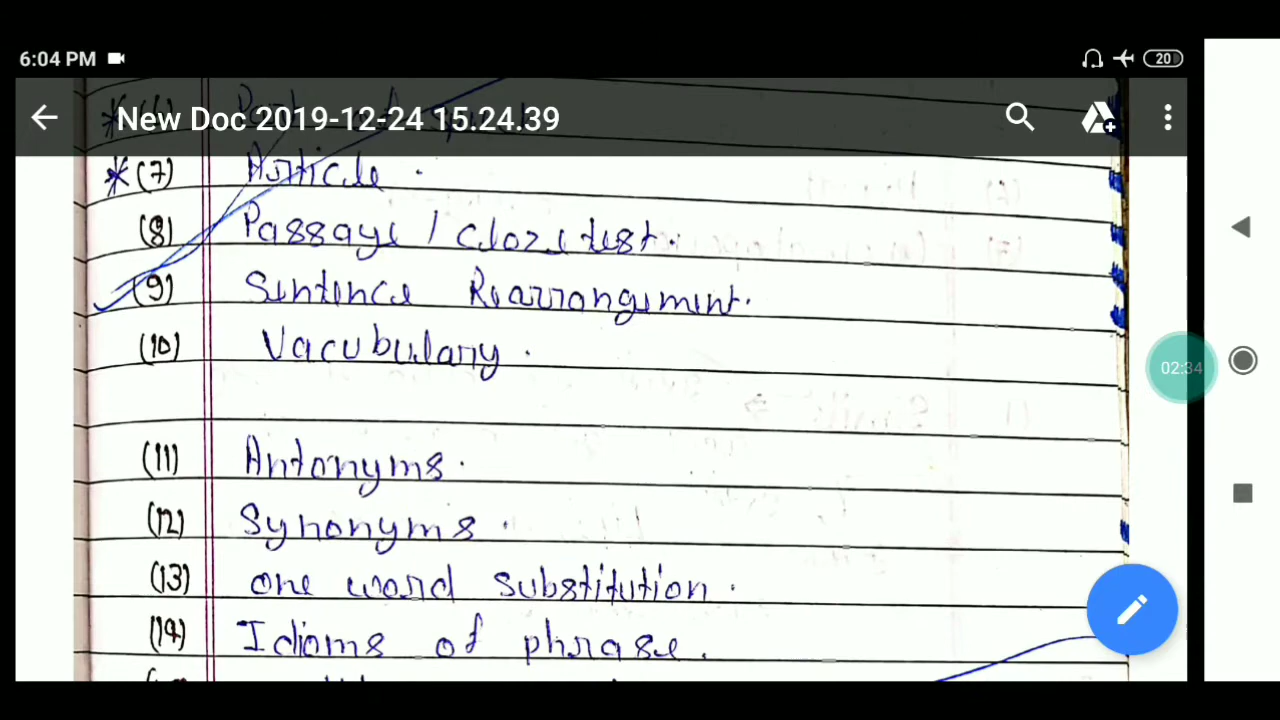 6:04 PM
20
New Doc 2019-12-24 15.24.39
*(7) Article.
(8) Passage / Cloze test.
(9) Sentence Rearrangement.
(10) Vacubulary.
02:34
(11) Antonyms.
(12) Synonyms.
(13) one word substitution.
(14) Idioms of phrase.